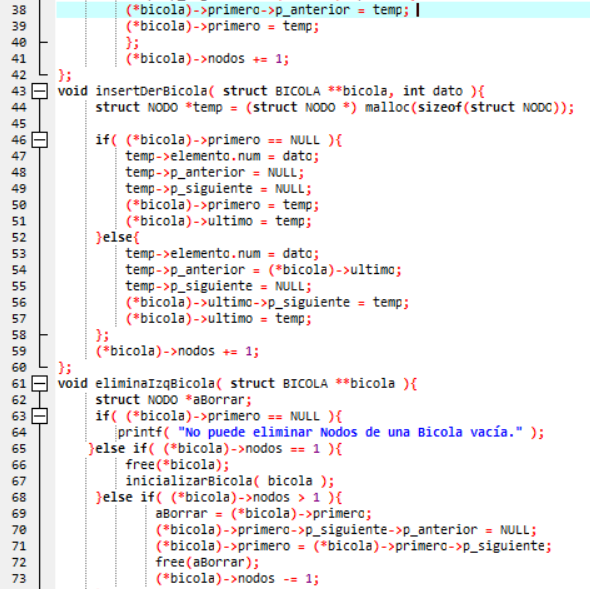 38 (*bicola)->primero->p_anterior = temp;
39 (*bicola)->primero = temp;
40 };
41 (*bicola)->nodos += 1;
42 };
43 void insertDerBicola( struct BICOLA **bicola, int dato ){
44 struct NODO *temp = (struct NODO *) malloc(sizeof(struct NODO));
45
46 if( (*bicola)->primero == NULL ){
47 temp->elemento.num = dato;
48 temp->p_anterior = NULL;
49 temp->p_siguiente = NULL;
50 (*bicola)->primero = temp;
51 (*bicola)->ultimo = temp;
52 }else{
53 temp->elemento.num = dato;
54 temp->p_anterior = (*bicola)->ultimo;
55 temp->p_siguiente = NULL;
56 (*bicola)->ultimo->p_siguiente = temp;
57 (*bicola)->ultimo = temp;
58 };
59 (*bicola)->nodos += 1;
60 };
61 void eliminaIzqBicola( struct BICOLA **bicola ){
62 struct NODO *aBorrar;
63 if( (*bicola)->primero == NULL ){
64 printf( "No puede eliminar Nodos de una Bicola vacía." );
65 }else if( (*bicola)->nodos == 1 ){
66 free(*bicola);
67 inicializarBicola( bicola );
68 }else if( (*bicola)->nodos > 1 ){
69 aBorrar = (*bicola)->primero;
70 (*bicola)->primero->p_siguiente->p_anterior = NULL;
71 (*bicola)->primero = (*bicola)->primero->p_siguiente;
72 free(aBorrar);
73 (*bicola)->nodos -= 1;